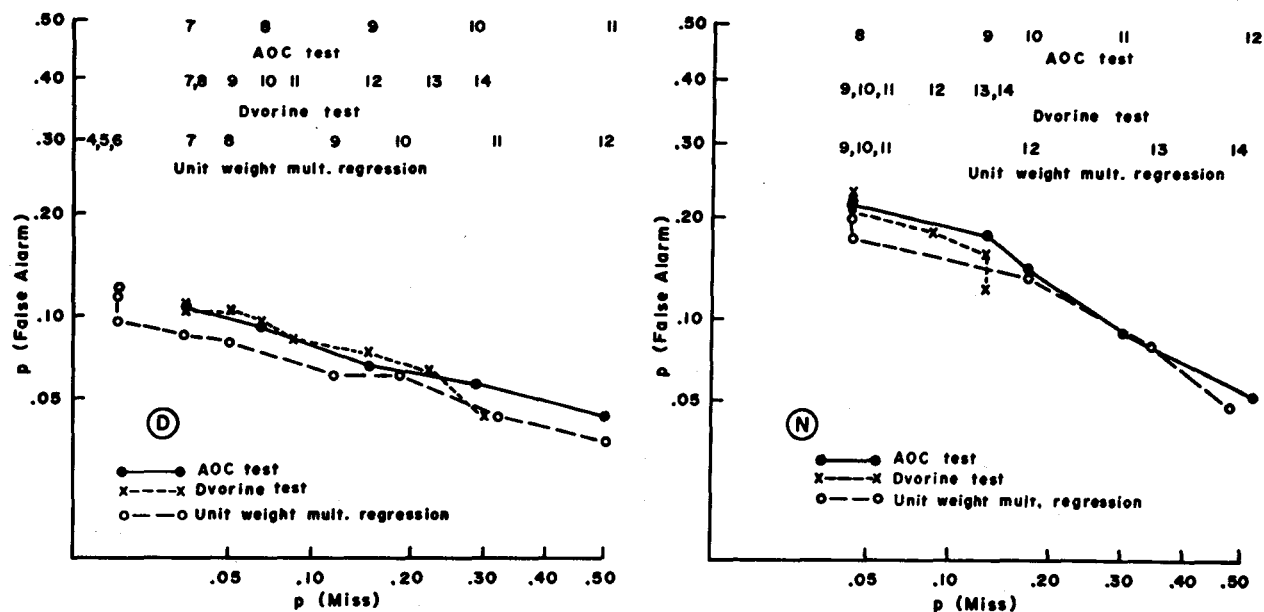 .50
7 8 9 10 11
AOC test
.40
7,8 9 10 11 12 13 14
Dvorine test
.30
4,5,6 7 8 9 10 11 12
Unit weight mult. regression
.20
.10
.05
p (False Alarm)
D
AOC test
Dvorine test
Unit weight mult. regression
.05 .10 .20 .30 .40 .50
p (Miss)
.50
8 9 10 11 12
AOC test
.40
9,10,11 12 13,14
Dvorine test
.30
9,10,11 12 13 14
Unit weight mult. regression
.20
.10
.05
p (False Alarm)
N
AOC test
Dvorine test
Unit weight mult. regression
.05 .10 .20 .30 .40 .50
p (Miss)